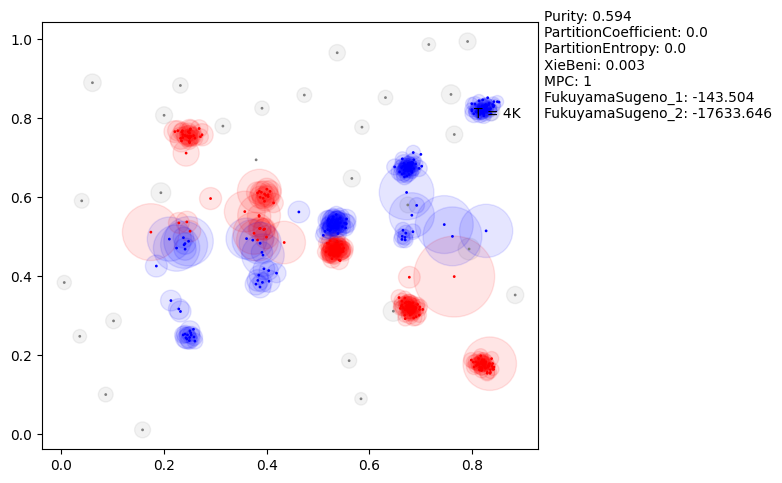 Purity: 0.594
PartitionCoefficient: 0.0
PartitionEntropy: 0.0
XieBeni: 0.003
MPC: 1
FukuyamaSugeno_1: -143.504
FukuyamaSugeno_2: -17633.646
T = 4K
1.0
0.8
0.6
0.4
0.2
0.0
0.0 0.2 0.4 0.6 0.8